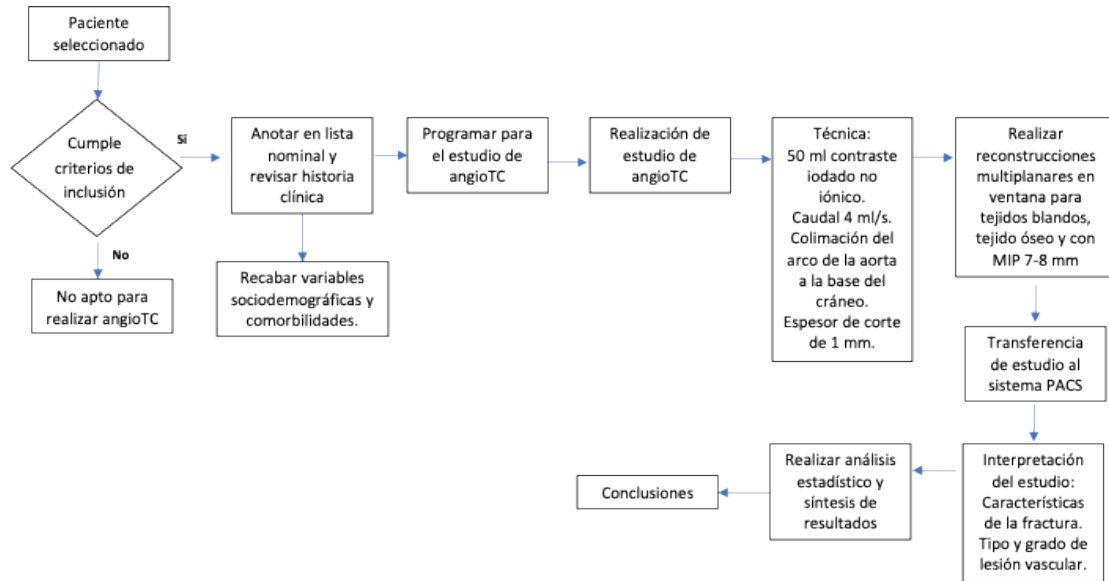 Paciente
seleccionado
Cumple
criterios de
inclusión
Si
No
No apto para
realizar angioTC
Anotar en lista
nominal y
revisar historia
clínica
Recabar variables
sociodemográficas y
comorbilidades.
Programar para
el estudio de
angioTC
Realización de
estudio de
angioTC
Técnica:
50 ml contraste
iodado no
iónico.
Caudal 4 ml/s.
Colimación del
arco de la aorta
a la base del
cráneo.
Espesor de corte
de 1 mm.
Realizar
reconstrucciones
multiplanares en
ventana para
tejidos blandos,
tejido óseo y con
MIP 7-8 mm
Transferencia
de estudio al
sistema PACS
Interpretación
del estudio:
Características
de la fractura.
Tipo y grado de
lesión vascular.
Realizar análisis
estadístico y
síntesis de
resultados
Conclusiones